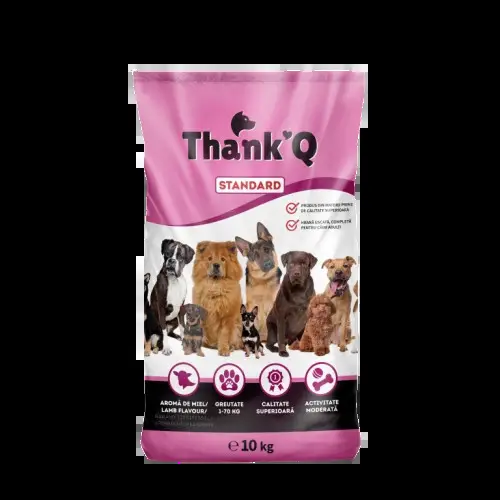 Thank Q
STANDARD
PRODUS DIN MATERII PRIME
DE CALITATE SUPERIOARĂ
HRANĂ USCATĂ, COMPLETĂ
PENTRU CÂINI ADULȚI
AROMĂ DE MIEL/
LAMB FLAVOUR/
GREUTATE
1-70 KG
CALITATE
SUPERIOARĂ
ACTIVITATE
MODERATĂ
℮ 10 kg